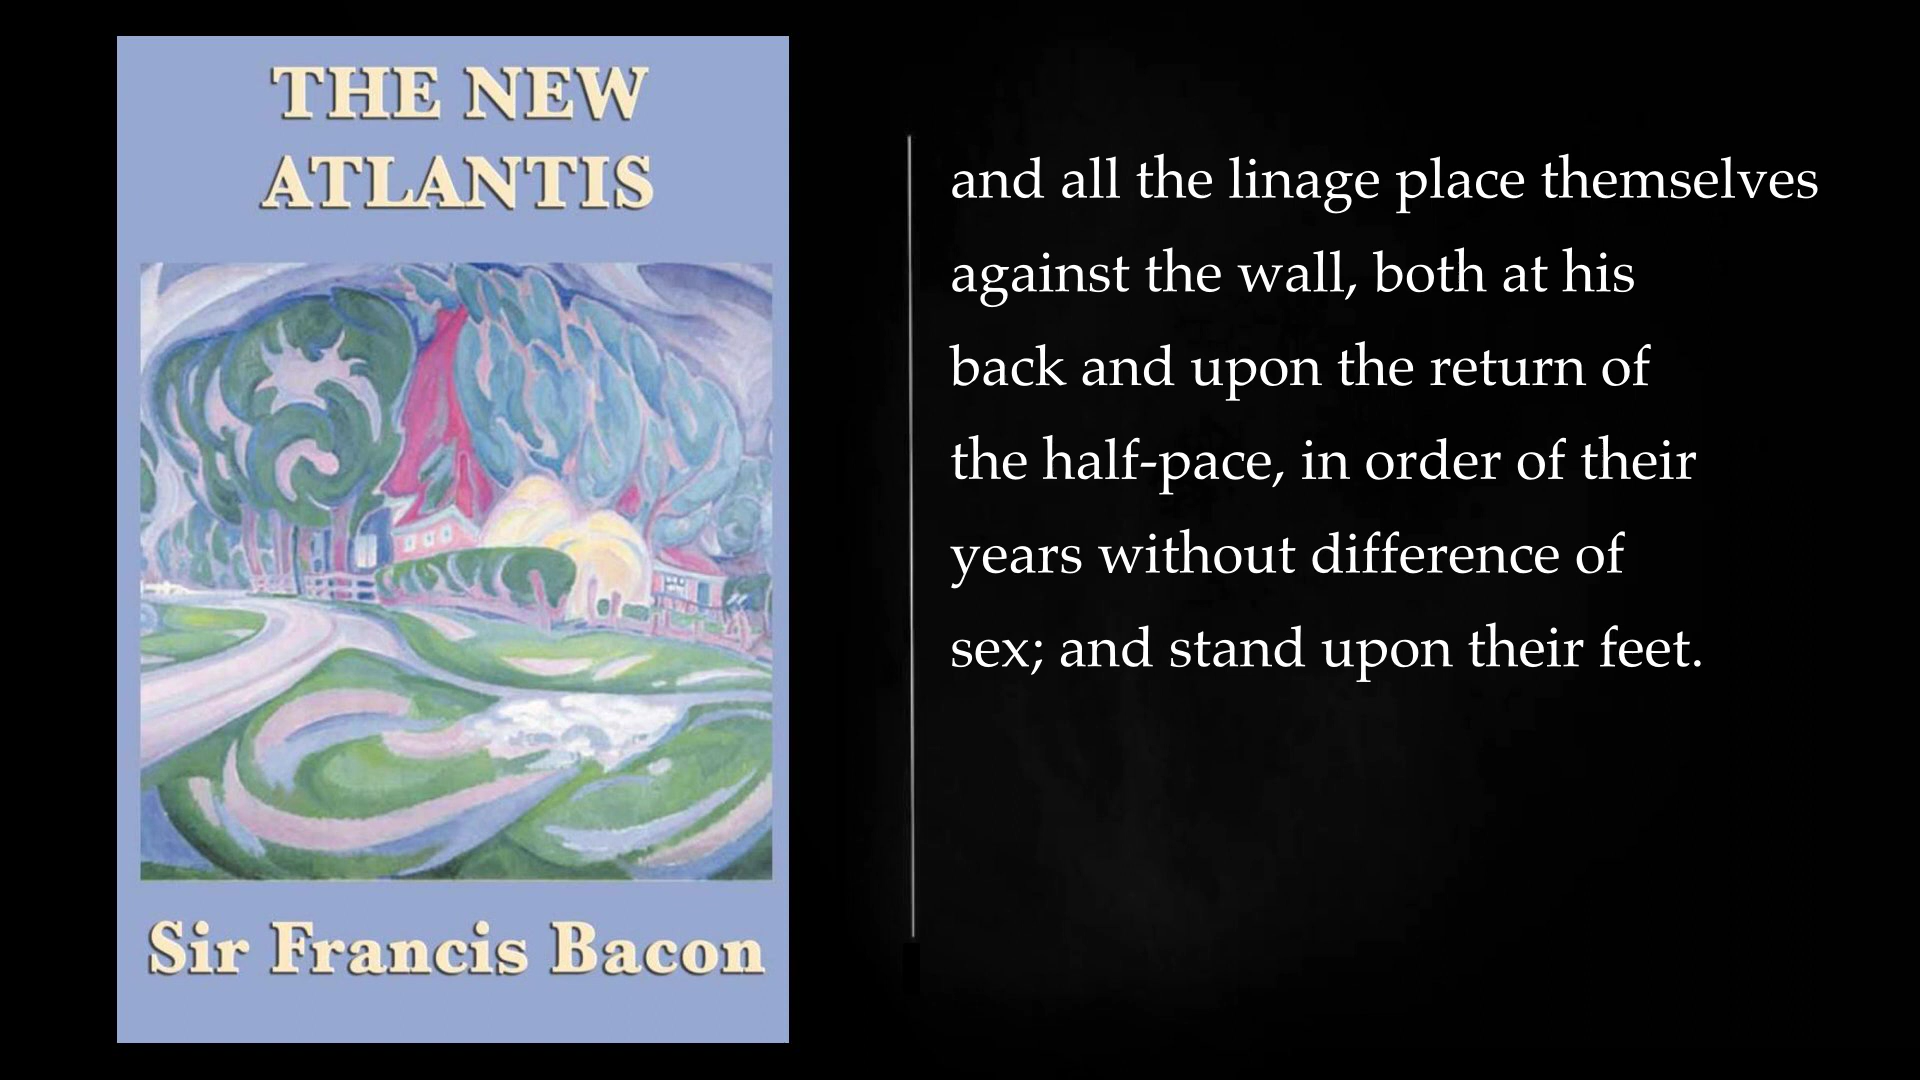 THE NEW
ATLANTIS
Sir Francis Bacon
and all the linage place themselves
against the wall, both at his
back and upon the return of
the half-pace, in order of their
years without difference of
sex; and stand upon their feet.